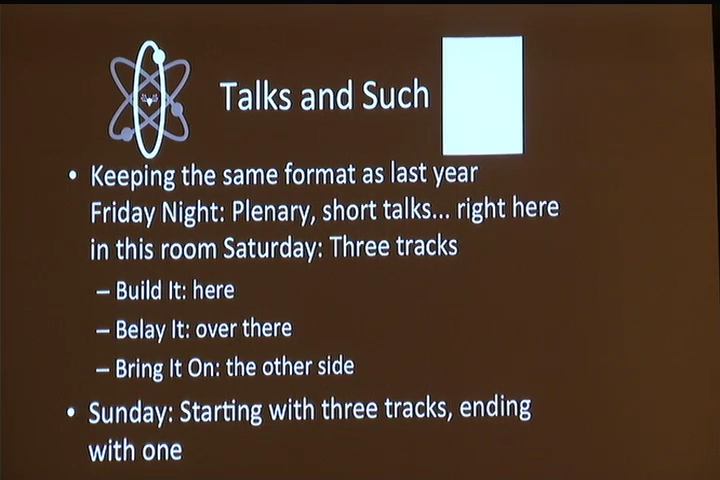 Talks and Such
• Keeping the same format as last year
Friday Night: Plenary, short talks... right here
in this room Saturday: Three tracks
– Build It: here
– Belay It: over there
– Bring It On: the other side
• Sunday: Starting with three tracks, ending
with one